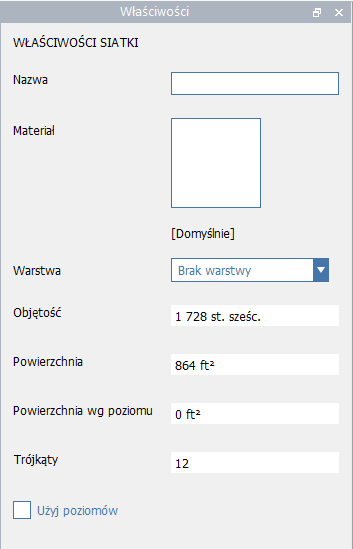 Właściwości
WŁAŚCIWOŚCI SIATKI
Nazwa
Materiał
[Domyślnie]
Warstwa Brak warstwy
Objętość 1 728 st. sześc.
Powierzchnia 864 ft²
Powierzchnia wg poziomu 0 ft²
Trójkąty 12
Użyj poziomów